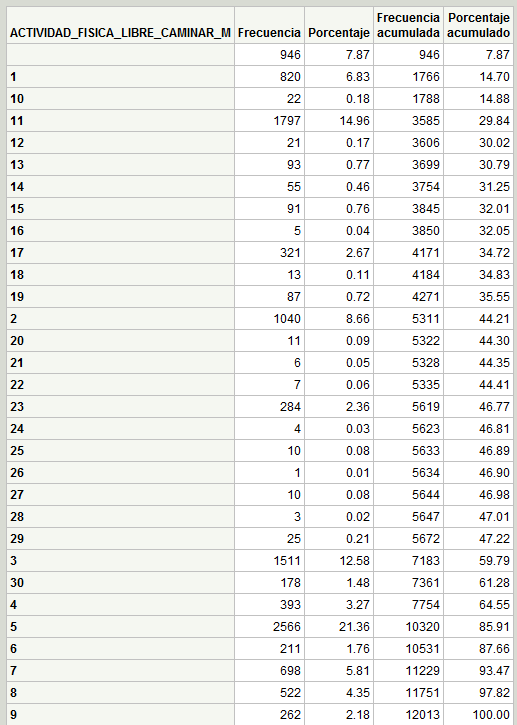 Frecuencia Porcentaje
ACTIVIDAD_FISICA_LIBRE_CAMINAR_M Frecuencia Porcentaje acumulada acumulado
946 7.87 946 7.87
1 820 6.83 1766 14.70
10 22 0.18 1788 14.88
11 1797 14.96 3585 29.84
12 21 0.17 3606 30.02
13 93 0.77 3699 30.79
14 55 0.46 3754 31.25
15 91 0.76 3845 32.01
16 5 0.04 3850 32.05
17 321 2.67 4171 34.72
18 13 0.11 4184 34.83
19 87 0.72 4271 35.55
2 1040 8.66 5311 44.21
20 11 0.09 5322 44.30
21 6 0.05 5328 44.35
22 7 0.06 5335 44.41
23 284 2.36 5619 46.77
24 4 0.03 5623 46.81
25 10 0.08 5633 46.89
26 1 0.01 5634 46.90
27 10 0.08 5644 46.98
28 3 0.02 5647 47.01
29 25 0.21 5672 47.22
3 1511 12.58 7183 59.79
30 178 1.48 7361 61.28
4 393 3.27 7754 64.55
5 2566 21.36 10320 85.91
6 211 1.76 10531 87.66
7 698 5.81 11229 93.47
8 522 4.35 11751 97.82
9 262 2.18 12013 100.00